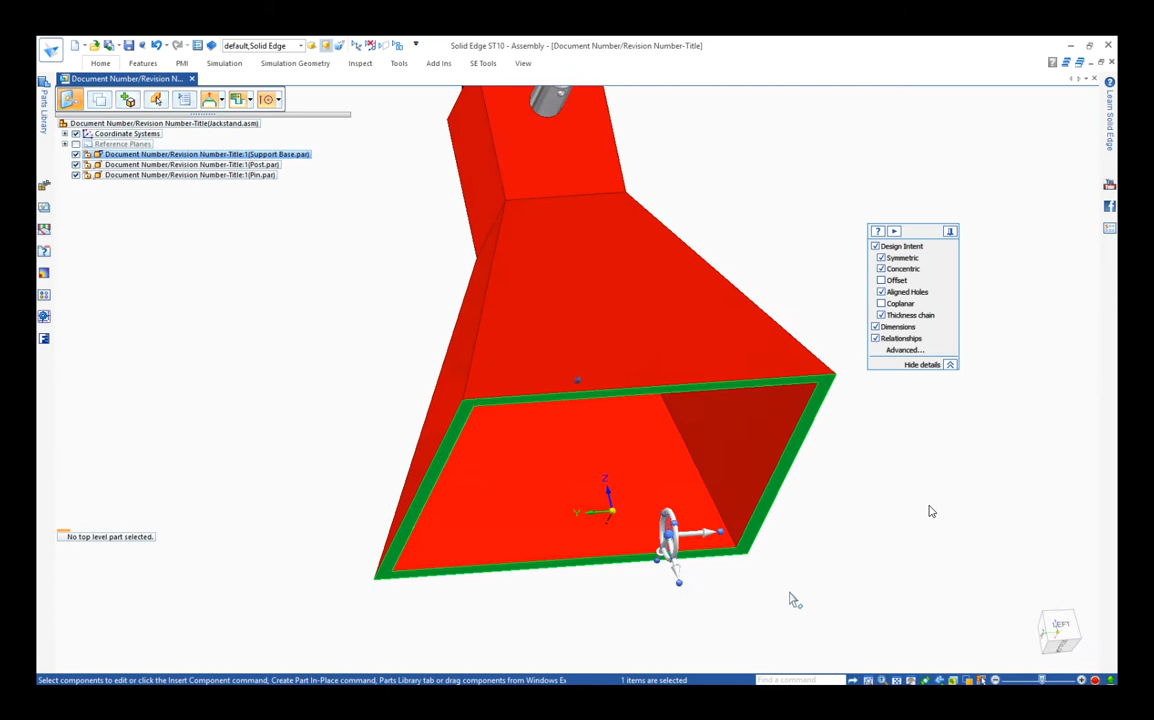 default,Solid Edge
Solid Edge ST10 - Assembly - [Document Number/Revision Number-Title]
Home Features PMI Simulation Simulation Geometry Inspect Tools Add Ins SE Tools View
Document Number/Revision N...
Parts Library
Document Number/Revision Number-Title(Jackstand.asm)
Coordinate Systems
Reference Planes
Document Number/Revision Number-Title:1(Support Base.par)
Document Number/Revision Number-Title:1(Post.par)
Document Number/Revision Number-Title:1(Pin.par)
Learn Solid Edge
You
Design Intent
Symmetric
Concentric
Offset
Aligned Holes
Coplanar
Thickness chain
Dimensions
Relationships
Advanced...
Hide details
Z
Y
No top level part selected.
LEFT
Select components to edit or click the Insert Component command, Create Part In-Place command, Parts Library tab or drag components from Windows Ex
1 items are selected
Find a command